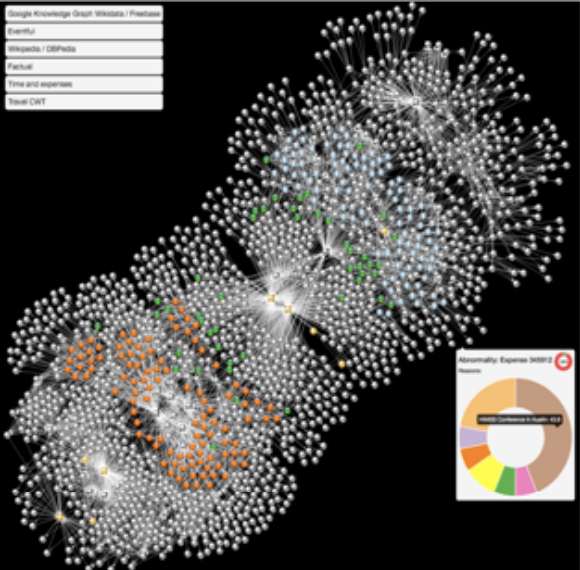 Google Knowledge Graph Wikidata / Freebase
Eventful
Wikipedia / DBPedia
Factual
Time and expenses
Travel CWT
Abnormality: Expense 345912
Reasons:
HIMSS Conference in Austin: 43.8